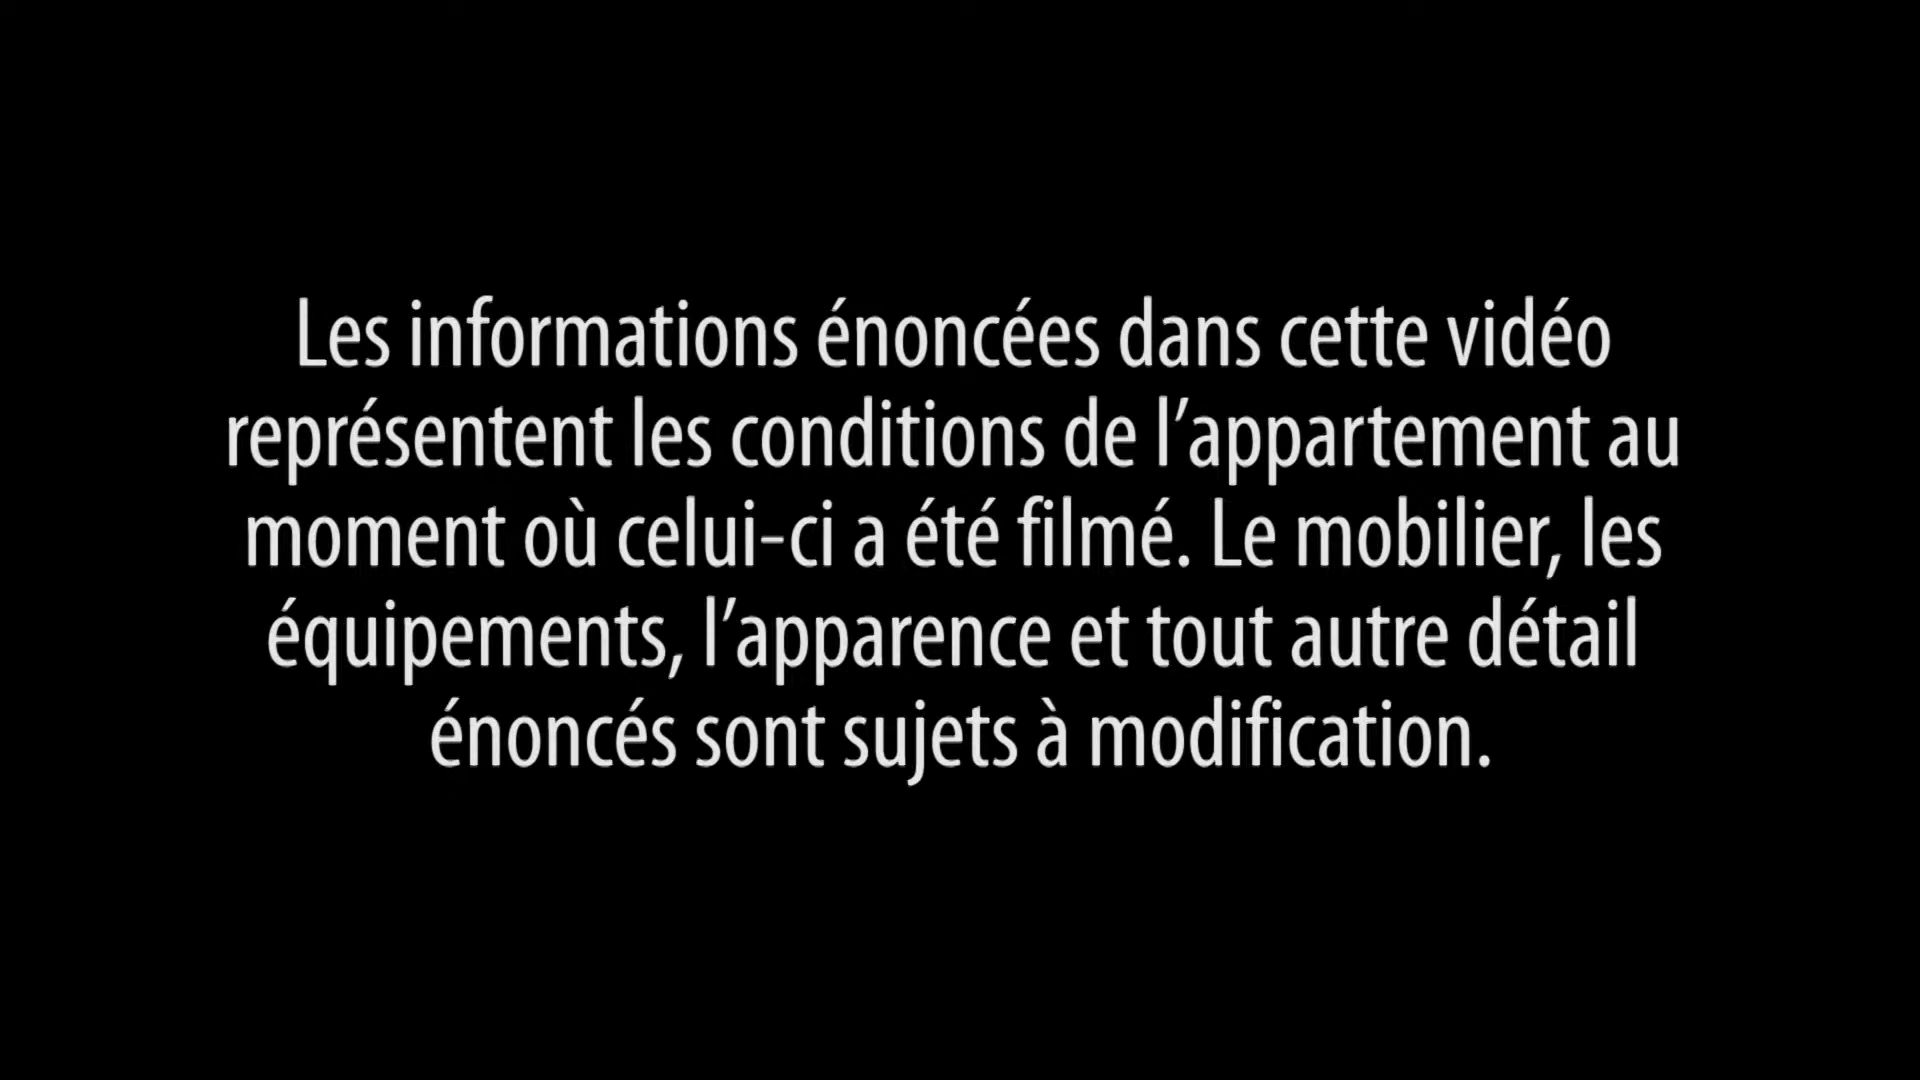 Les informations énoncées dans cette vidéo
représentent les conditions de l’appartement au
moment où celui-ci a été filmé. Le mobilier, les
équipements, l’apparence et tout autre détail
énoncés sont sujets à modification.